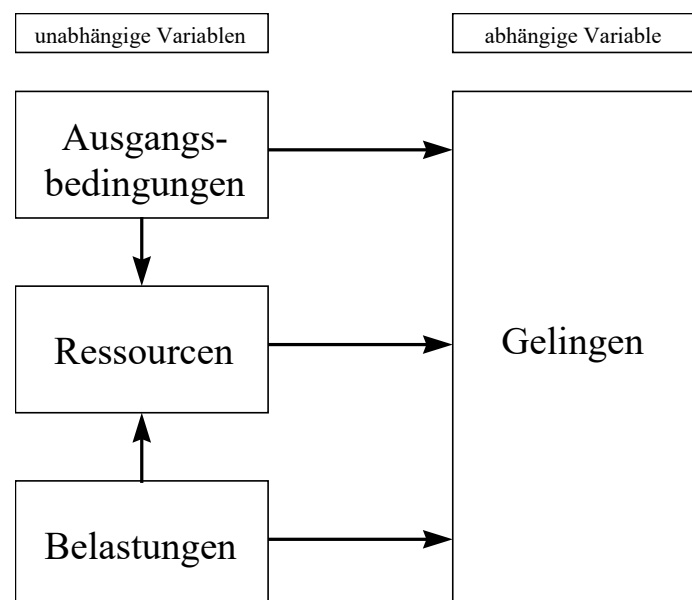 unabhängige Variablen
abhängige Variable
Ausgangs-
bedingungen
Ressourcen
Gelingen
Belastungen